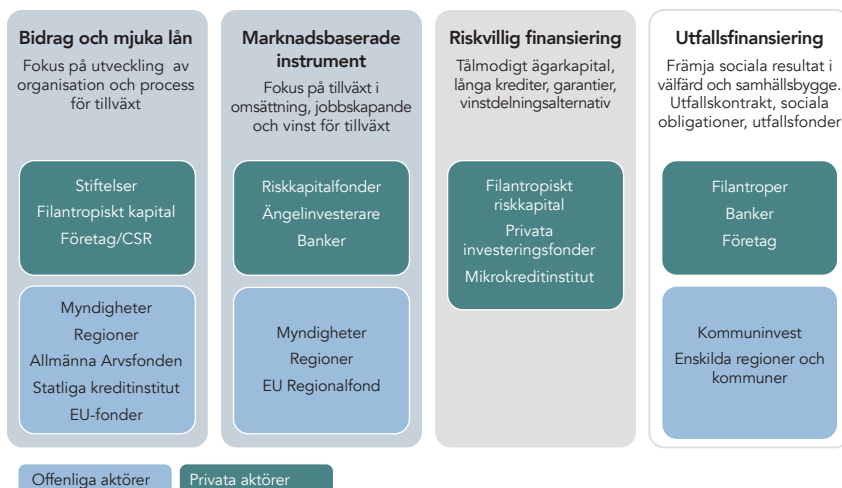 Bidrag och mjuka lån
Fokus på utveckling av
organisation och process
för tillväxt
Stiftelser
Filantropiskt kapital
Företag/CSR
Myndigheter
Regioner
Allmänna Arvsfonden
Statliga kreditinstitut
EU-fonder
Marknadsbaserade
instrument
Fokus på tillväxt i
omsättning, jobbskapande
och vinst för tillväxt
Riskkapitalfonder
Ängelinvesterare
Banker
Myndigheter
Regioner
EU Regionalfond
Riskvillig finansiering
Tålmodigt ägarkapital,
långa krediter, garantier,
vinstdelningsalternativ
Filantropiskt
riskkapital
Privata
investeringsfonder
Mikrokreditinstitut
Utfallsfinansiering
Främja sociala resultat i
välfärd och samhällsbygge.
Utfallskontrakt, sociala
obligationer, utfallsfonder
Filantroper
Banker
Företag
Kommuninvest
Enskilda regioner och
kommuner
Offenliga aktörer
Privata aktörer